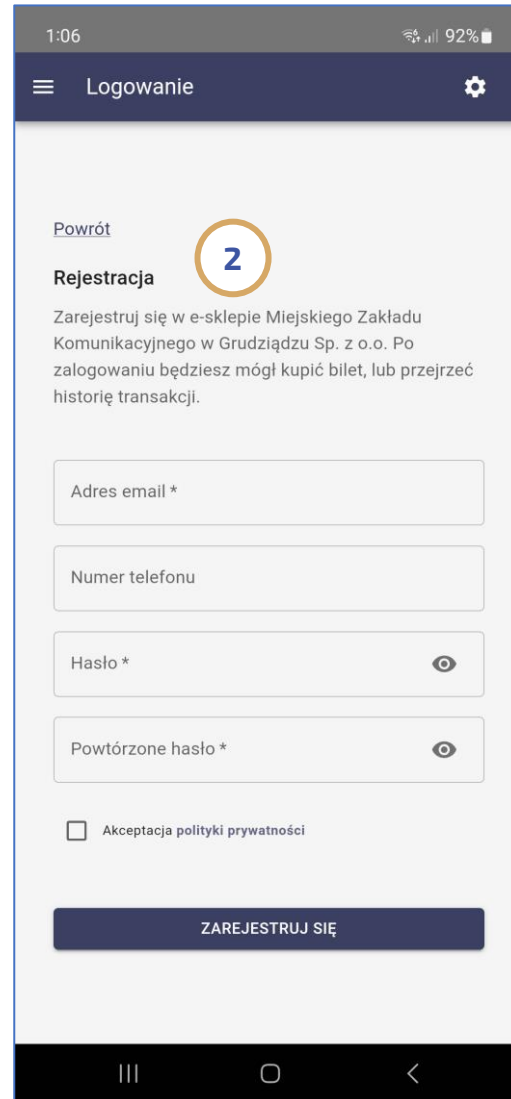 1:06 92%
Logowanie
Powrót
2
Rejestracja
Zarejestruj się w e-sklepie Miejskiego Zakładu
Komunikacyjnego w Grudziądzu Sp. z o.o. Po
zalogowaniu będziesz mógł kupić bilet, lub przejrzeć
historię transakcji.
Adres email *
Numer telefonu
Hasło *
Powtórzone hasło *
Akceptacja polityki prywatności
ZAREJESTRUJ SIĘ